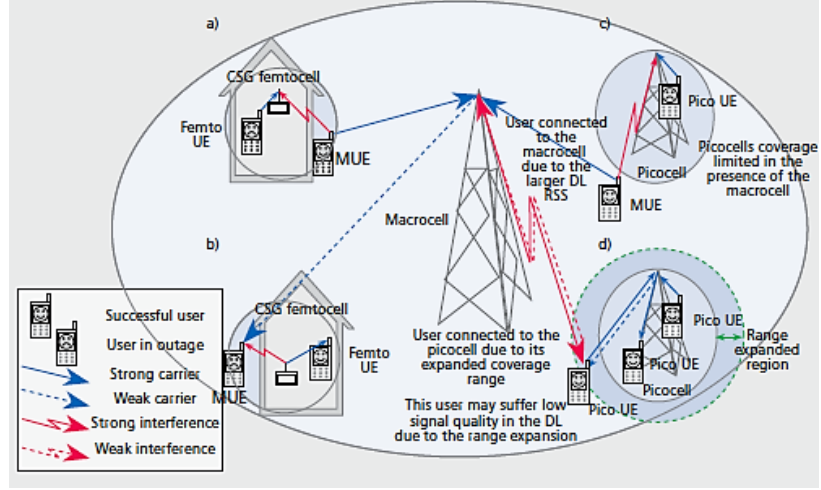 a)
CSG femtocell
Femto
UE
MUE
c)
Pico UE
Picocell
Picocells coverage
limited in the
presence of the
macrocell
MUE
User connected
to the
macrocell
due to the
larger DL
RSS
Macrocell
b)
CSG femtocell
Femto
UE
MUE
d)
Pico UE
Pico UE
Picocell
Range
expanded
region
Pico UE
User connected to the
picocell due to its
expanded coverage
range
This user may suffer low
signal quality in the DL
due to the range expansion
Successful user
User in outage
Strong carrier
Weak carrier
Strong interference
Weak interference